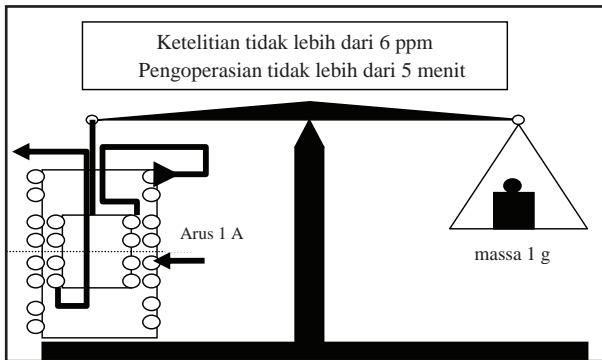 Ketelitian tidak lebih dari 6 ppm
Pengoperasian tidak lebih dari 5 menit
Arus 1 A
massa 1 g